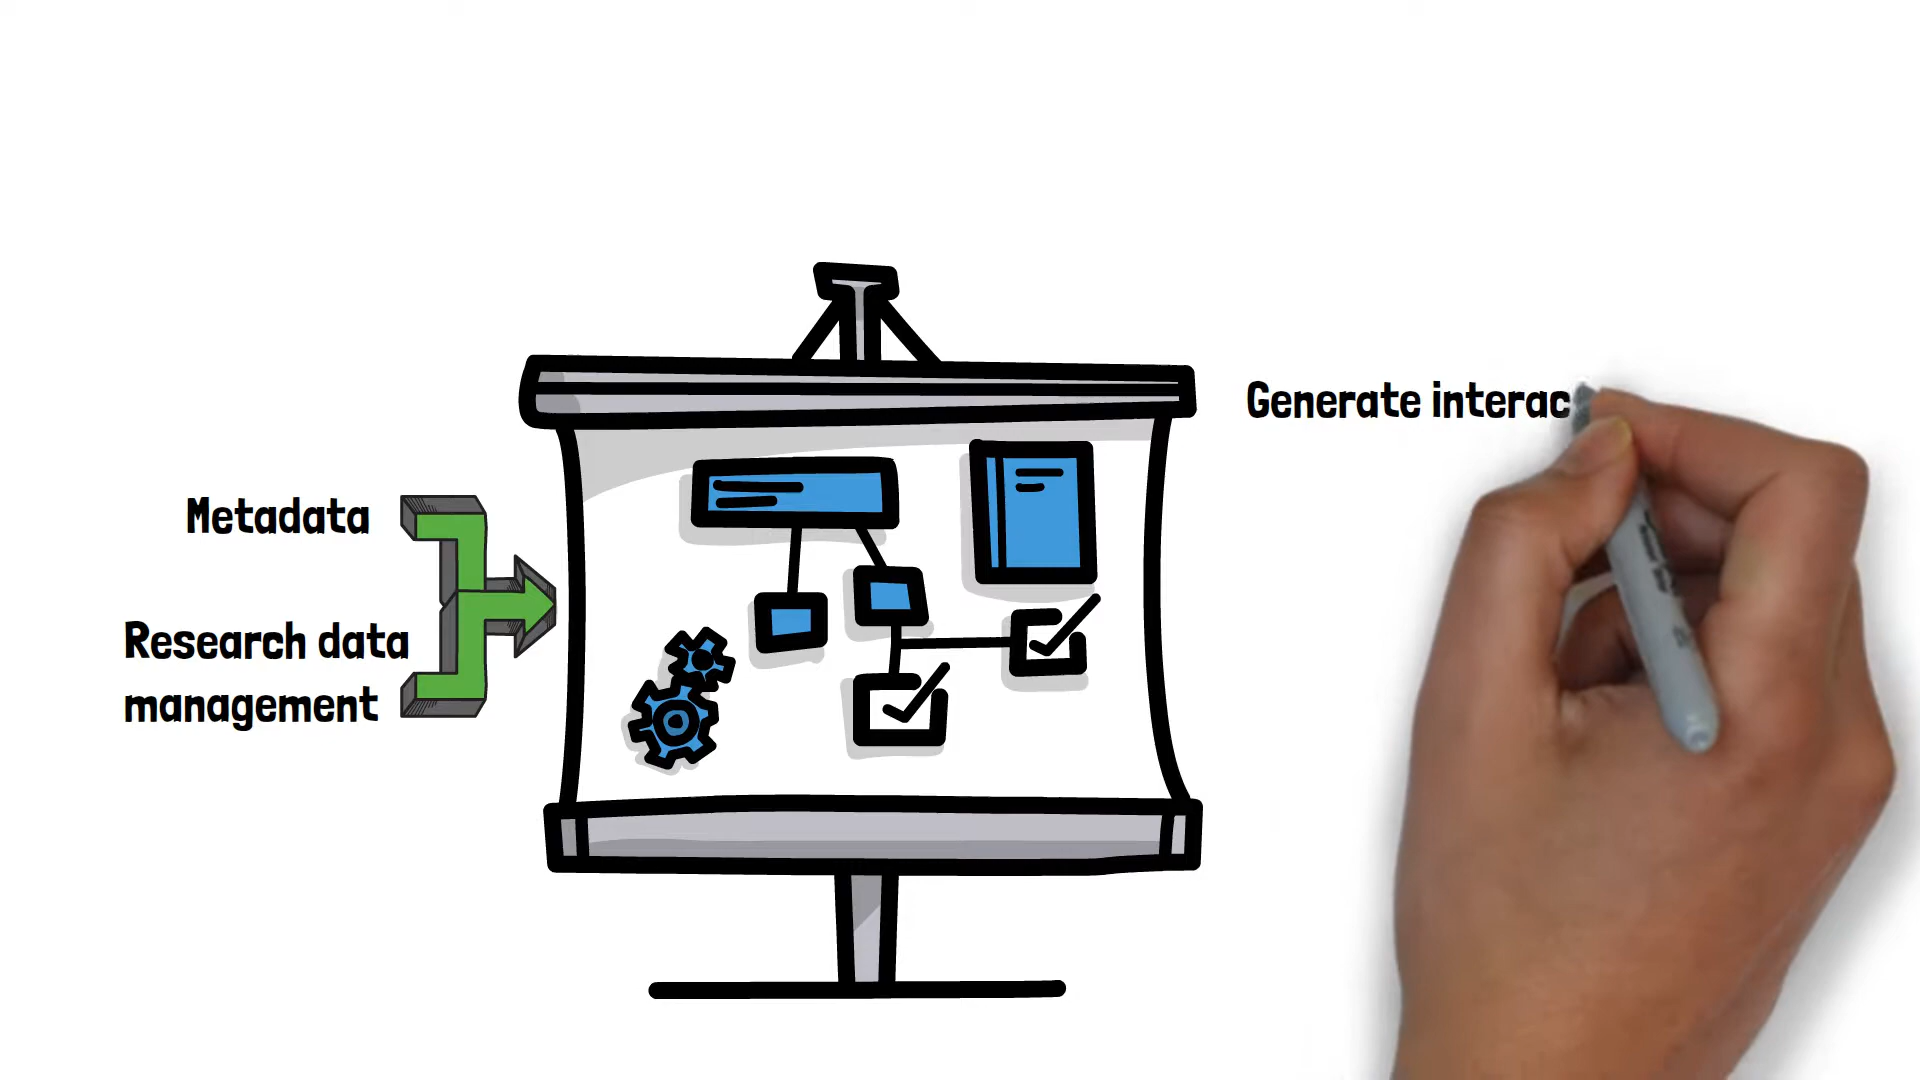 Generate interac
Metadata
Research data
management